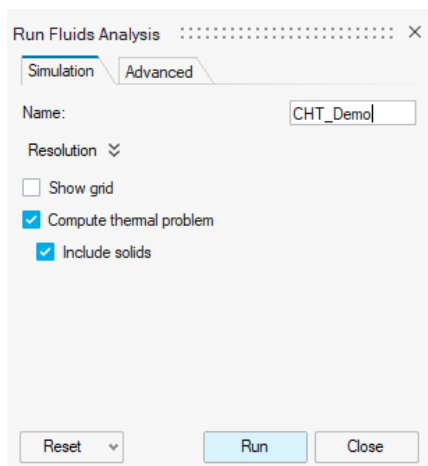 Run Fluids Analysis
Simulation Advanced
Name: CHT_Demo
Resolution
Show grid
Compute thermal problem
Include solids
Reset Run Close